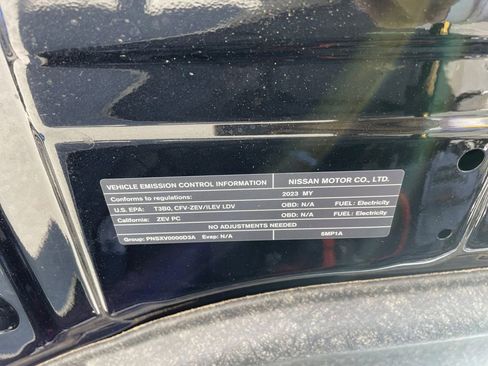 VEHICLE EMISSION CONTROL INFORMATION NISSAN MOTOR CO., LTD.
Conforms to regulations: 2023 MY
U.S. EPA: T3B0, CFV-ZEV/ILEV LDV OBD: N/A FUEL: Electricity
California: ZEV PC OBD: N/A FUEL: Electricity
NO ADJUSTMENTS NEEDED
Group: PNSXV0000D3A Evap: N/A 6MP1A